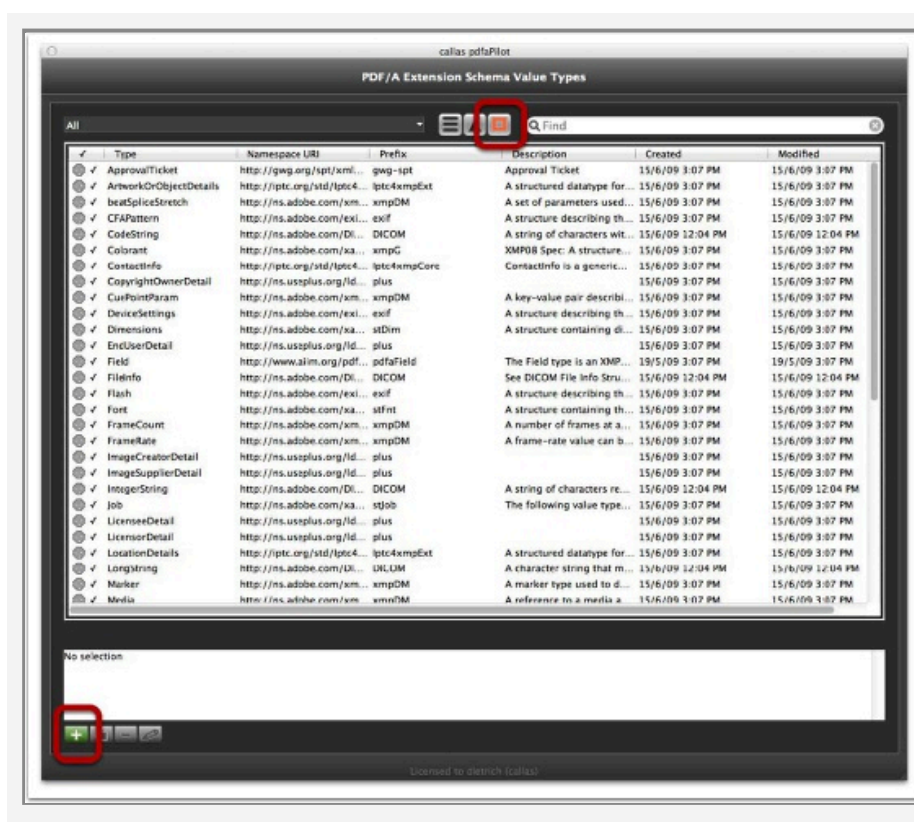 callas pdfaPilot
PDF/A Extension Schema Value Types
All Find
✓ Type Namespace URI Prefix Description Created Modified
✓ ApprovalTicket http://gwg.org/spt/xml... gwg-spt Approval Ticket 15/6/09 3:07 PM 15/6/09 3:07 PM
✓ ArtworkOrObjectDetails http://iptc.org/std/Iptc4... Iptc4xmpExt A structured datatype for... 15/6/09 3:07 PM 15/6/09 3:07 PM
✓ beatSpliceStretch http://ns.adobe.com/xm... xmpDM A set of parameters used... 15/6/09 3:07 PM 15/6/09 3:07 PM
✓ CFAPattern http://ns.adobe.com/exi... exif A structure describing th... 15/6/09 3:07 PM 15/6/09 3:07 PM
✓ CodeString http://ns.adobe.com/DI... DICOM A string of characters wit... 15/6/09 12:04 PM 15/6/09 12:04 PM
✓ Colorant http://ns.adobe.com/xa... xmpG XMP08 Spec: A structure... 15/6/09 3:07 PM 15/6/09 3:07 PM
✓ ContactInfo http://iptc.org/std/Iptc4... Iptc4xmpCore ContactInfo is a generic... 15/6/09 3:07 PM 15/6/09 3:07 PM
✓ CopyrightOwnerDetail http://ns.useplus.org/ld... plus 15/6/09 3:07 PM 15/6/09 3:07 PM
✓ CuePointParam http://ns.adobe.com/xm... xmpDM A key-value pair describi... 15/6/09 3:07 PM 15/6/09 3:07 PM
✓ DeviceSettings http://ns.adobe.com/exi... exif A structure describing th... 15/6/09 3:07 PM 15/6/09 3:07 PM
✓ Dimensions http://ns.adobe.com/xa... stDim A structure containing di... 15/6/09 3:07 PM 15/6/09 3:07 PM
✓ EndUserDetail http://ns.useplus.org/ld... plus 15/6/09 3:07 PM 15/6/09 3:07 PM
✓ Field http://www.aiim.org/pdf... pdfaField The Field type is an XMP... 19/5/09 3:07 PM 19/5/09 3:07 PM
✓ FileInfo http://ns.adobe.com/DI... DICOM See DICOM File Info Stru... 15/6/09 12:04 PM 15/6/09 12:04 PM
✓ Flash http://ns.adobe.com/exi... exif A structure describing th... 15/6/09 3:07 PM 15/6/09 3:07 PM
✓ Font http://ns.adobe.com/xa... stFnt A structure containing th... 15/6/09 3:07 PM 15/6/09 3:07 PM
✓ FrameCount http://ns.adobe.com/xm... xmpDM A number of frames at a... 15/6/09 3:07 PM 15/6/09 3:07 PM
✓ FrameRate http://ns.adobe.com/xm... xmpDM A frame-rate value can b... 15/6/09 3:07 PM 15/6/09 3:07 PM
✓ ImageCreatorDetail http://ns.useplus.org/ld... plus 15/6/09 3:07 PM 15/6/09 3:07 PM
✓ ImageSupplierDetail http://ns.useplus.org/ld... plus 15/6/09 3:07 PM 15/6/09 3:07 PM
✓ IntegerString http://ns.adobe.com/DI... DICOM A string of characters re... 15/6/09 12:04 PM 15/6/09 12:04 PM
✓ Job http://ns.adobe.com/xa... stJob The following value type... 15/6/09 3:07 PM 15/6/09 3:07 PM
✓ LicenseeDetail http://ns.useplus.org/ld... plus 15/6/09 3:07 PM 15/6/09 3:07 PM
✓ LicensorDetail http://ns.useplus.org/ld... plus 15/6/09 3:07 PM 15/6/09 3:07 PM
✓ LocationDetails http://iptc.org/std/Iptc4... Iptc4xmpExt A structured datatype for... 15/6/09 3:07 PM 15/6/09 3:07 PM
✓ LongString http://ns.adobe.com/DI... DICOM A character string that m... 15/6/09 12:04 PM 15/6/09 12:04 PM
✓ Marker http://ns.adobe.com/xm... xmpDM A marker type used to d... 15/6/09 3:07 PM 15/6/09 3:07 PM
✓ Media http://ns.adobe.com/xm... xmpDM A reference to a media a... 15/6/09 3:07 PM 15/6/09 3:07 PM
No selection
Licensed to dietrich (callas)